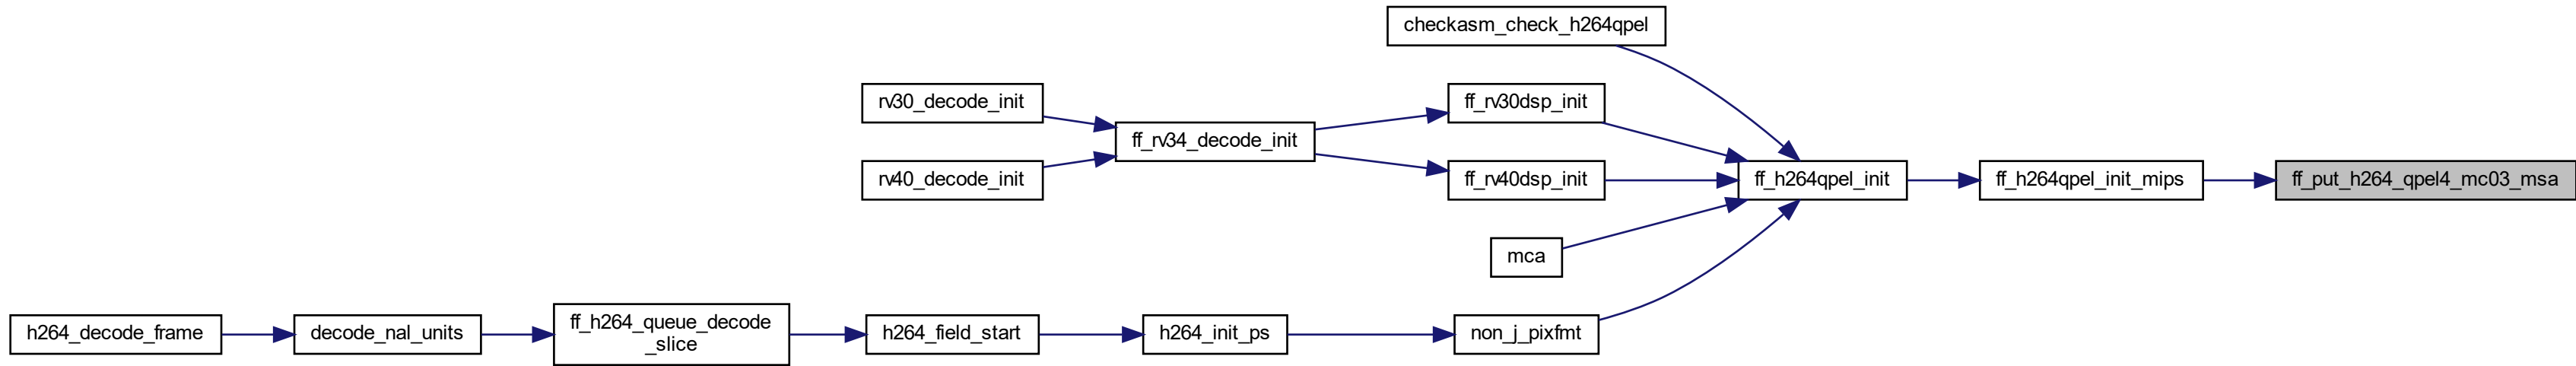 checkasm_check_h264qpel
rv30_decode_init
ff_rv30dsp_init
ff_rv34_decode_init
rv40_decode_init
ff_rv40dsp_init
ff_h264qpel_init
ff_h264qpel_init_mips
ff_put_h264_qpel4_mc03_msa
mca
h264_decode_frame
decode_nal_units
ff_h264_queue_decode
_slice
h264_field_start
h264_init_ps
non_j_pixfmt